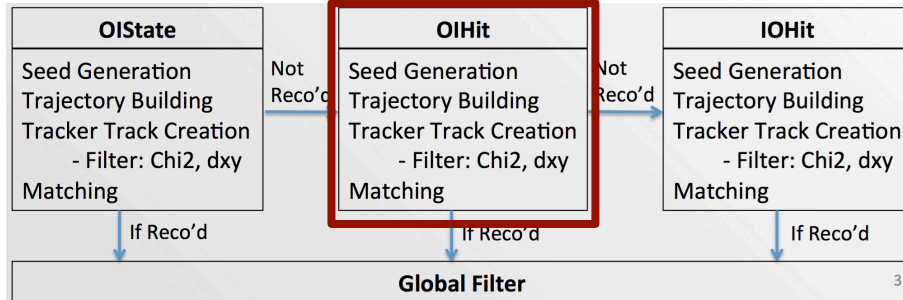 OIState
Seed Generation
Trajectory Building
Tracker Track Creation
- Filter: Chi2, dxy
Matching
Not
Reco'd
OIHit
Seed Generation
Trajectory Building
Tracker Track Creation
- Filter: Chi2, dxy
Matching
Not
Reco'd
IOHit
Seed Generation
Trajectory Building
Tracker Track Creation
- Filter: Chi2, dxy
Matching
If Reco'd
If Reco'd
If Reco'd
Global Filter
3